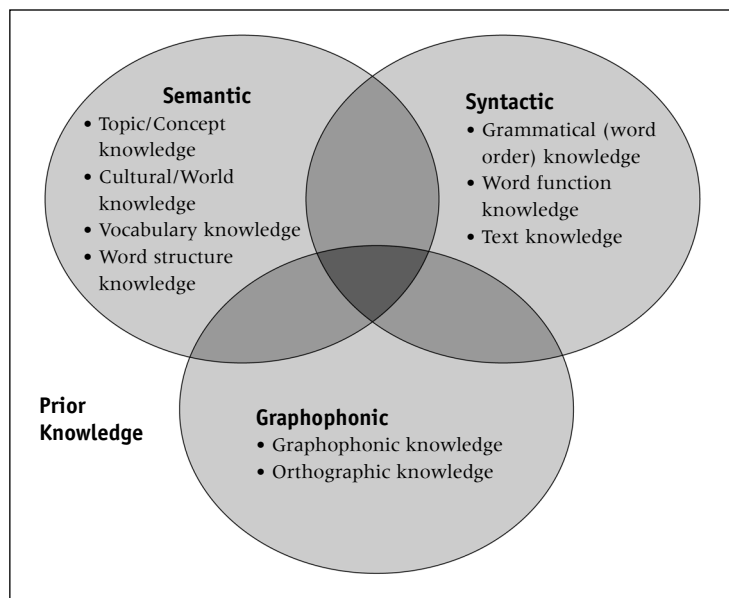 Semantic
• Topic/Concept
knowledge
• Cultural/World
knowledge
• Vocabulary knowledge
• Word structure
knowledge
Syntactic
• Grammatical (word
order) knowledge
• Word function
knowledge
• Text knowledge
Prior
Knowledge
Graphophonic
• Graphophonic knowledge
• Orthographic knowledge